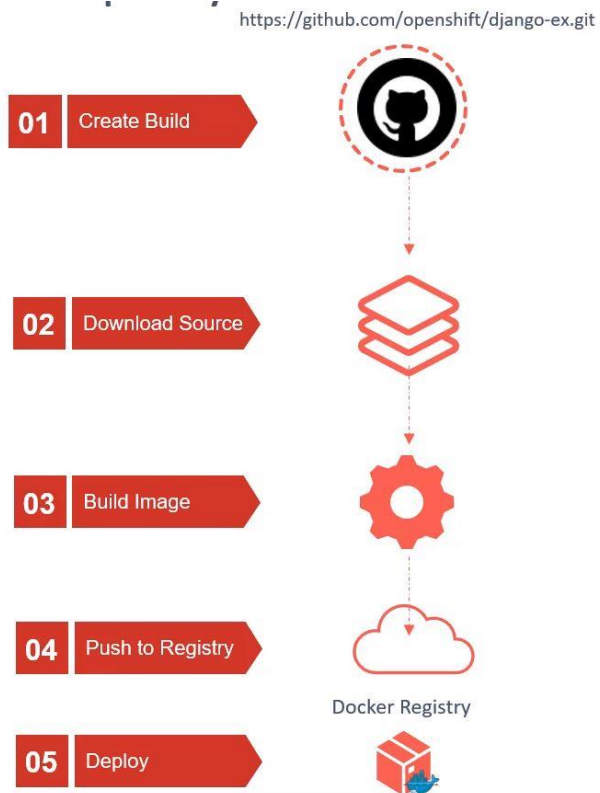 https://github.com/openshift/django-ex.git
01 Create Build
02 Download Source
03 Build Image
04 Push to Registry
Docker Registry
05 Deploy